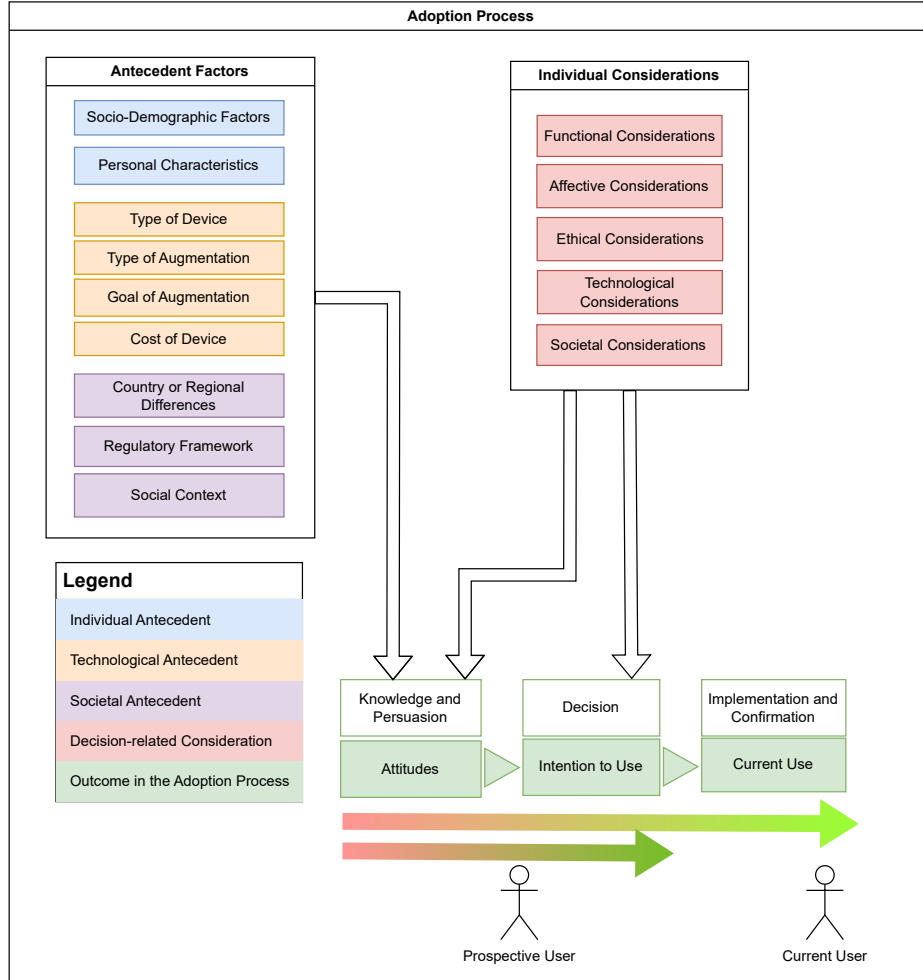 Adoption Process
Antecedent Factors
Socio-Demographic Factors
Personal Characteristics
Type of Device
Type of Augmentation
Goal of Augmentation
Cost of Device
Country or Regional
Differences
Regulatory Framework
Social Context
Individual Considerations
Functional Considerations
Affective Considerations
Ethical Considerations
Technological
Considerations
Societal Considerations
Legend
Individual Antecedent
Technological Antecedent
Societal Antecedent
Decision-related Consideration
Outcome in the Adoption Process
Knowledge and
Persuasion
Attitudes
Decision
Intention to Use
Implementation and
Confirmation
Current Use
Prospective User
Current User